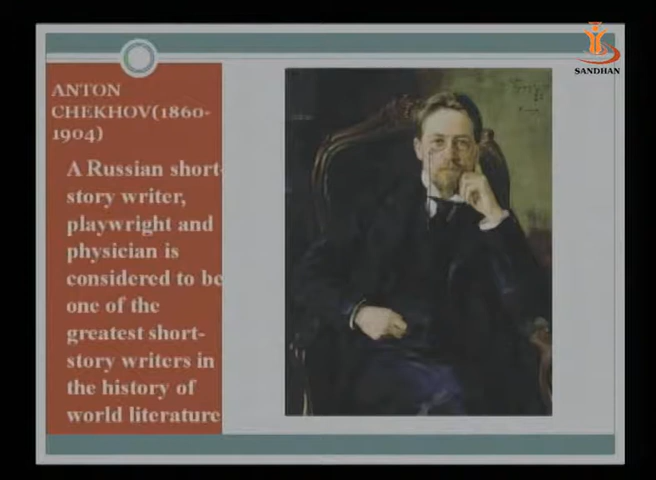 SANDHAN
ANTON
CHEKHOV(1860-
1904)
A Russian short-
story writer,
playwright and
physician is
considered to be
one of the
greatest short-
story writers in
the history of
world literature